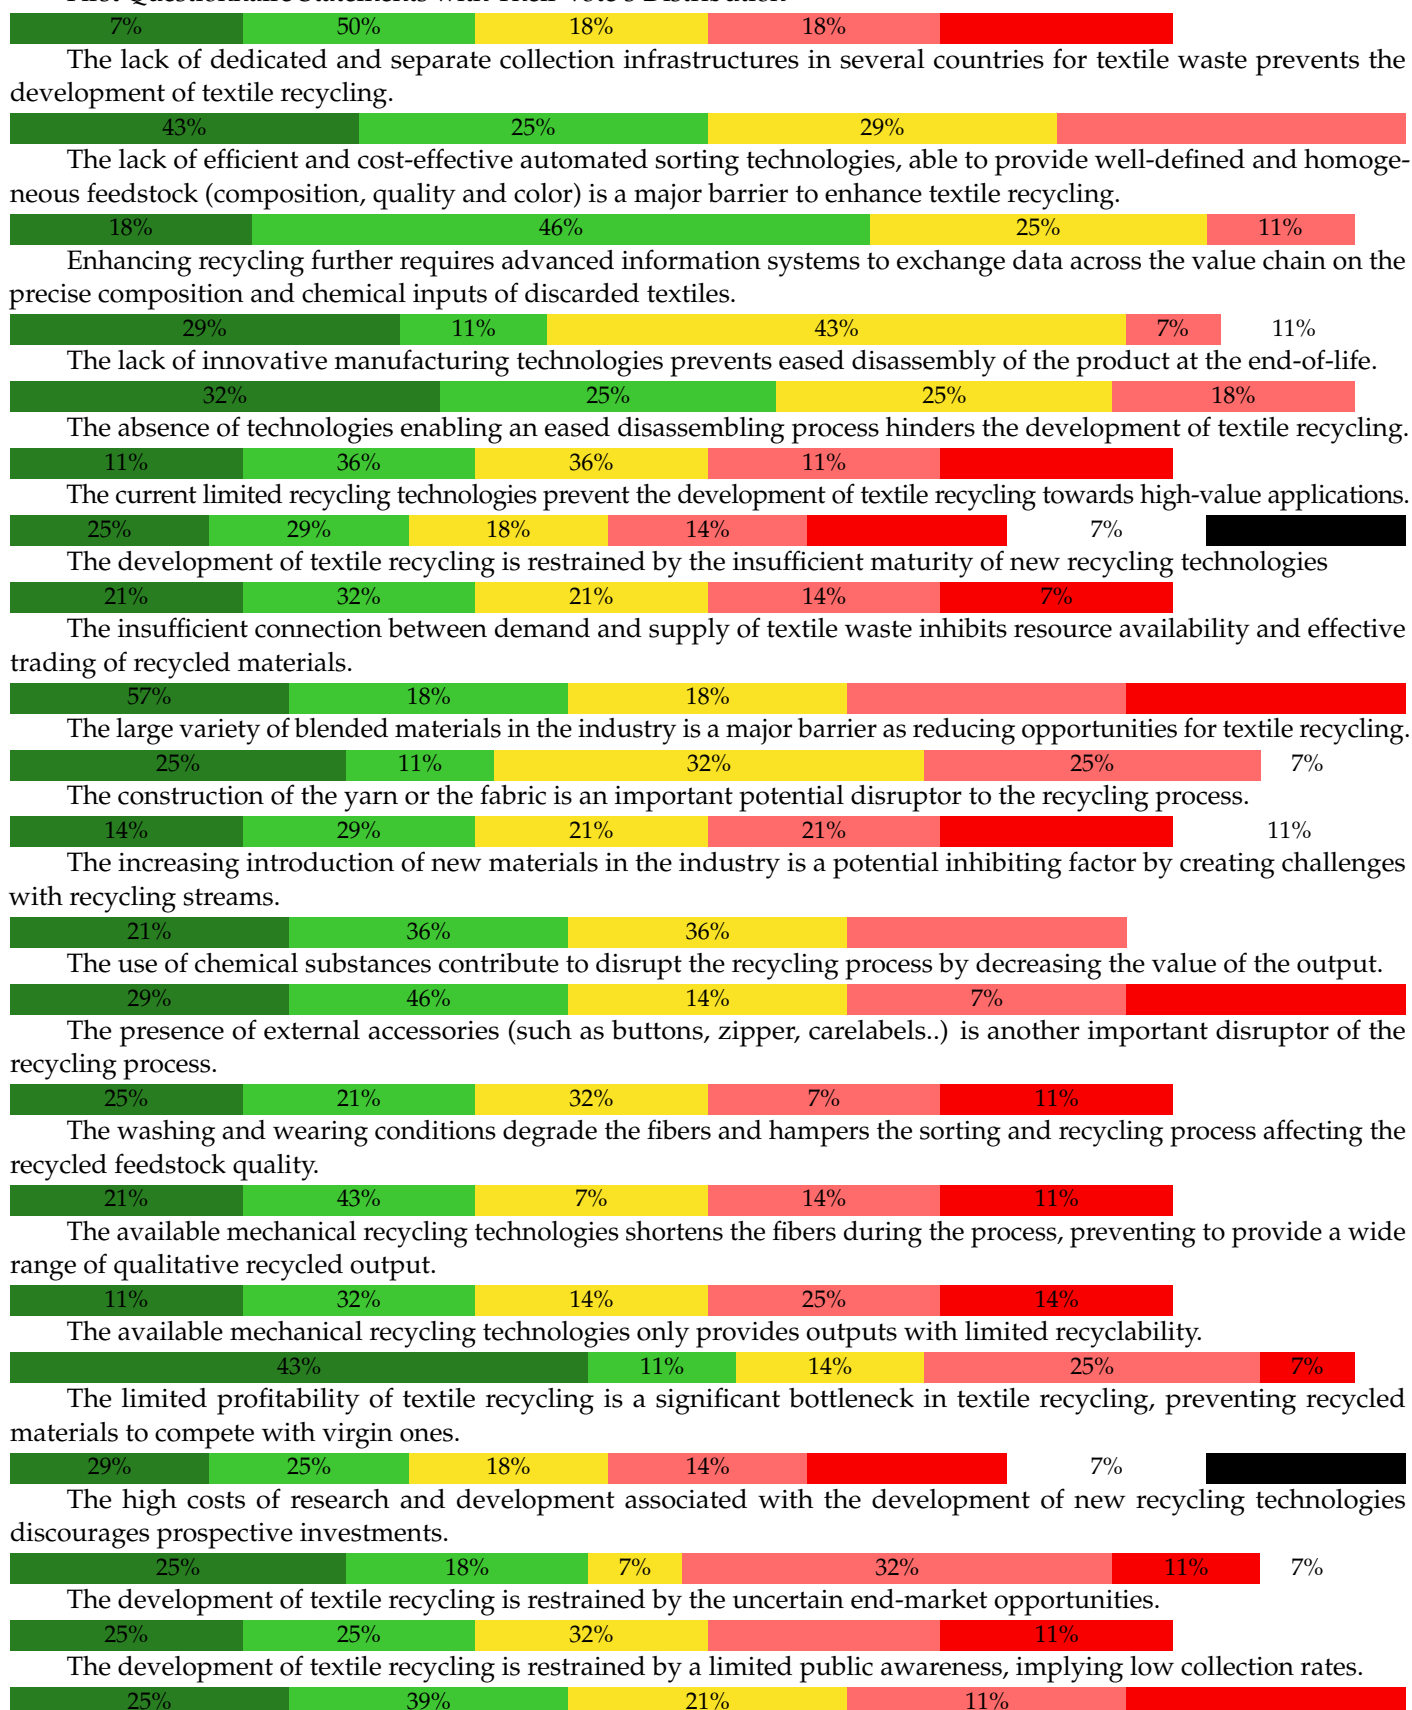 Pilot Questionnaire Statements with Their Vote's Distribution
7% 50% 18% 18%
The lack of dedicated and separate collection infrastructures in several countries for textile waste prevents the
development of textile recycling.
43% 25% 29%
The lack of efficient and cost-effective automated sorting technologies, able to provide well-defined and homoge-
neous feedstock (composition, quality and color) is a major barrier to enhance textile recycling.
18% 46% 25% 11%
Enhancing recycling further requires advanced information systems to exchange data across the value chain on the
precise composition and chemical inputs of discarded textiles.
29% 11% 43% 7% 11%
The lack of innovative manufacturing technologies prevents eased disassembly of the product at the end-of-life.
32% 25% 25% 18%
The absence of technologies enabling an eased disassembling process hinders the development of textile recycling.
11% 36% 36% 11%
The current limited recycling technologies prevent the development of textile recycling towards high-value applications.
25% 29% 18% 14% 7%
The development of textile recycling is restrained by the insufficient maturity of new recycling technologies
21% 32% 21% 14% 7%
The insufficient connection between demand and supply of textile waste inhibits resource availability and effective
trading of recycled materials.
57% 18% 18%
The large variety of blended materials in the industry is a major barrier as reducing opportunities for textile recycling.
25% 11% 32% 25% 7%
The construction of the yarn or the fabric is an important potential disruptor to the recycling process.
14% 29% 21% 21% 11%
The increasing introduction of new materials in the industry is a potential inhibiting factor by creating challenges
with recycling streams.
21% 36% 36%
The use of chemical substances contribute to disrupt the recycling process by decreasing the value of the output.
29% 46% 14% 7%
The presence of external accessories (such as buttons, zipper, carelabels..) is another important disruptor of the
recycling process.
25% 21% 32% 7% 11%
The washing and wearing conditions degrade the fibers and hampers the sorting and recycling process affecting the
recycled feedstock quality.
21% 43% 7% 14% 11%
The available mechanical recycling technologies shortens the fibers during the process, preventing to provide a wide
range of qualitative recycled output.
11% 32% 14% 25% 14%
The available mechanical recycling technologies only provides outputs with limited recyclability.
43% 11% 14% 25% 7%
The limited profitability of textile recycling is a significant bottleneck in textile recycling, preventing recycled
materials to compete with virgin ones.
29% 25% 18% 14% 7%
The high costs of research and development associated with the development of new recycling technologies
discourages prospective investments.
25% 18% 7% 32% 11% 7%
The development of textile recycling is restrained by the uncertain end-market opportunities.
25% 25% 32% 11%
The development of textile recycling is restrained by a limited public awareness, implying low collection rates.
25% 39% 21% 11%